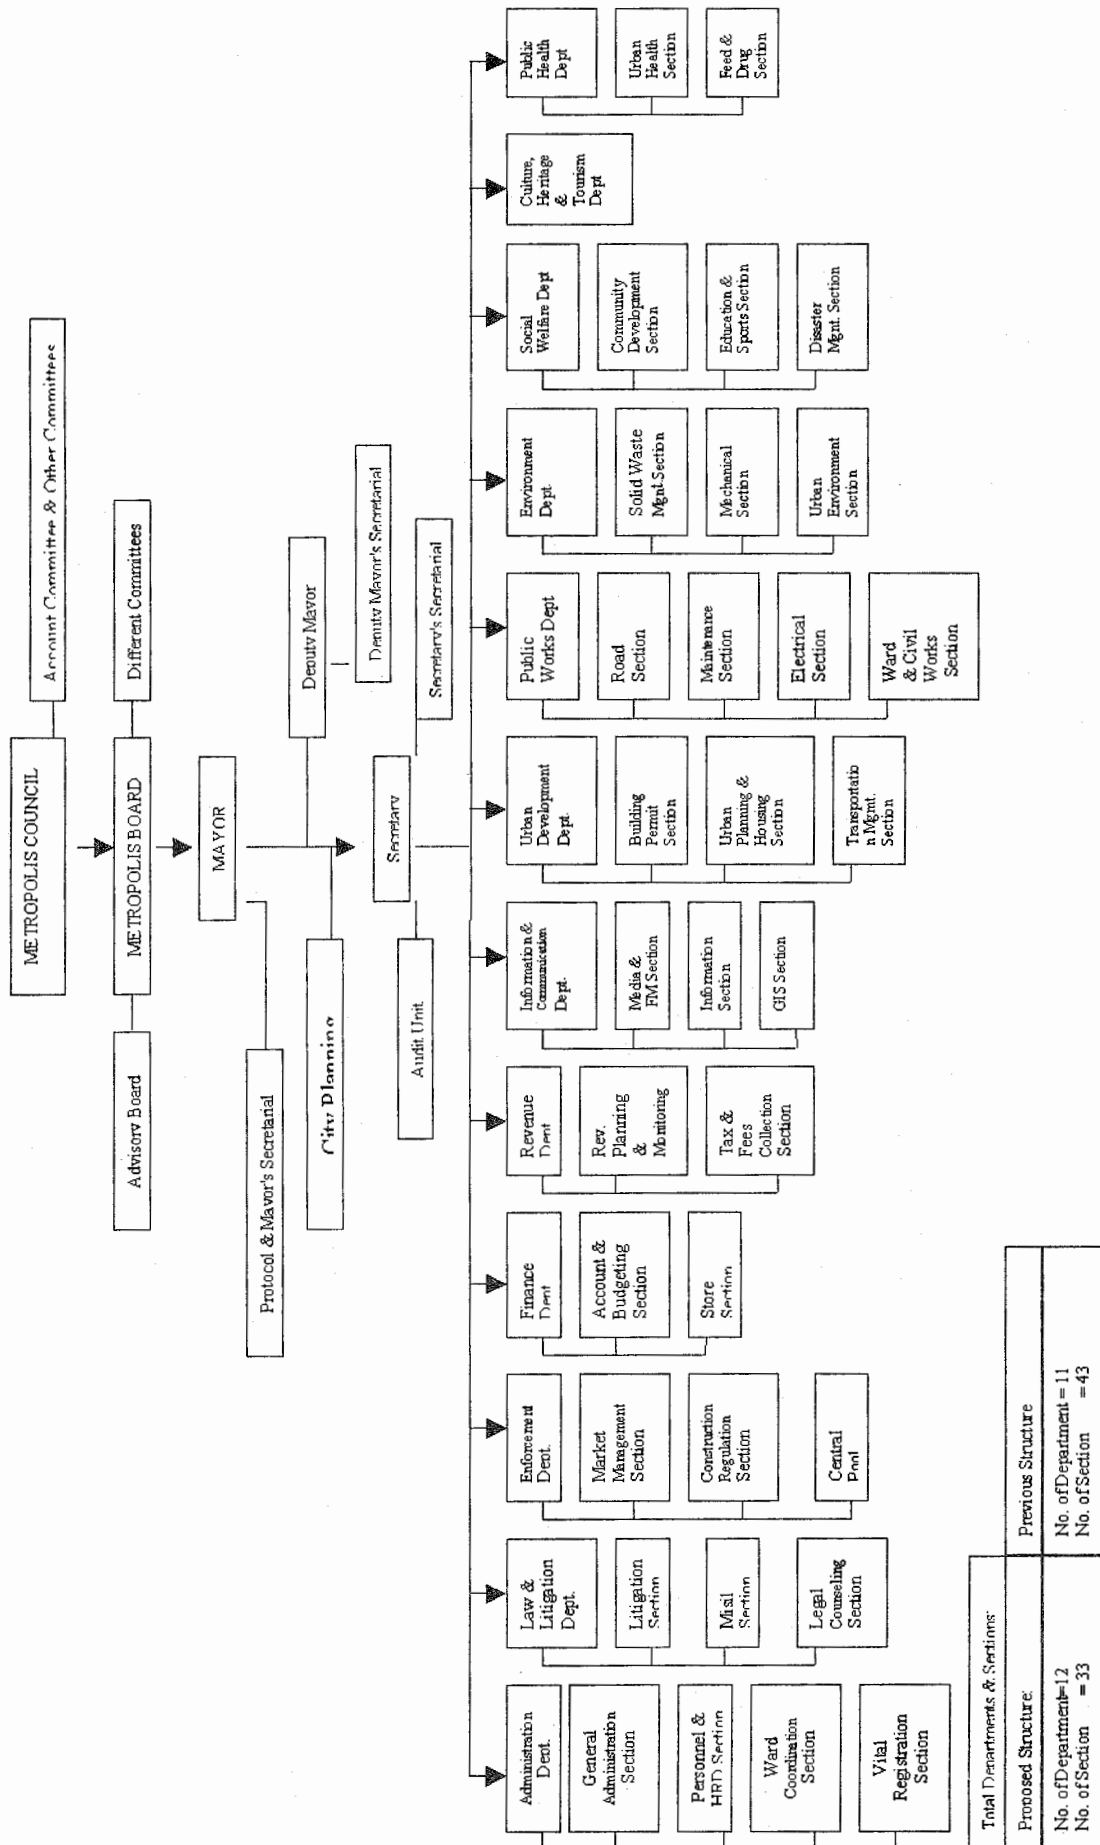 METROPOLIS COUNCIL
Account Committee & Other Committees
Advisory Board
METROPOLIS BOARD
Different Committees
MAYOR
Protocol & Mayor's Secretarial
Deputy Mayor
Deputy Mayor's Secretarial
City Planning
Secretary
Secretary's Secretarial
Audit Unit
Administration
Dept.
General
Administration
Section
Personnel &
HRD Section
Ward
Coordination
Section
Vital
Registration
Section
Law &
Litigation
Dept.
Litigation
Section
Misil
Section
Legal
Counseling
Section
Enforcement
Dept.
Market
Management
Section
Construction
Regulation
Section
Central
Pool
Finance
Dept
Account &
Budgeting
Section
Store
Section
Revenue
Dept
Rev.
Planning
&
Monitoring
Tax &
Fees
Collection
Section
Information &
Communication
Dept.
Media &
FM Section
Information
Section
GIS Section
Urban
Development
Dept.
Building
Permit
Section
Urban
Planning &
Housing
Section
Transportatio
n Mgmt.
Section
Public
Works Dept
Road
Section
Maintenance
Section
Electrical
Section
Ward
& Civil
Works
Section
Environment
Dept.
Solid Waste
Mgnt. Section
Mechanical
Section
Urban
Environment
Section
Social
Welfare Dept
Community
Development
Section
Education &
Sports Section
Disaster
Mgnt. Section
Culture,
Heritage
&
Tourism
Dept
Public
Health
Dept
Urban
Health
Section
Feed &
Drug
Section
Total Departments & Sections:
Proposed Structure:
No. of Department=12
No. of Section = 33
Previous Structure
No. of Department = 11
No. of Section = 43